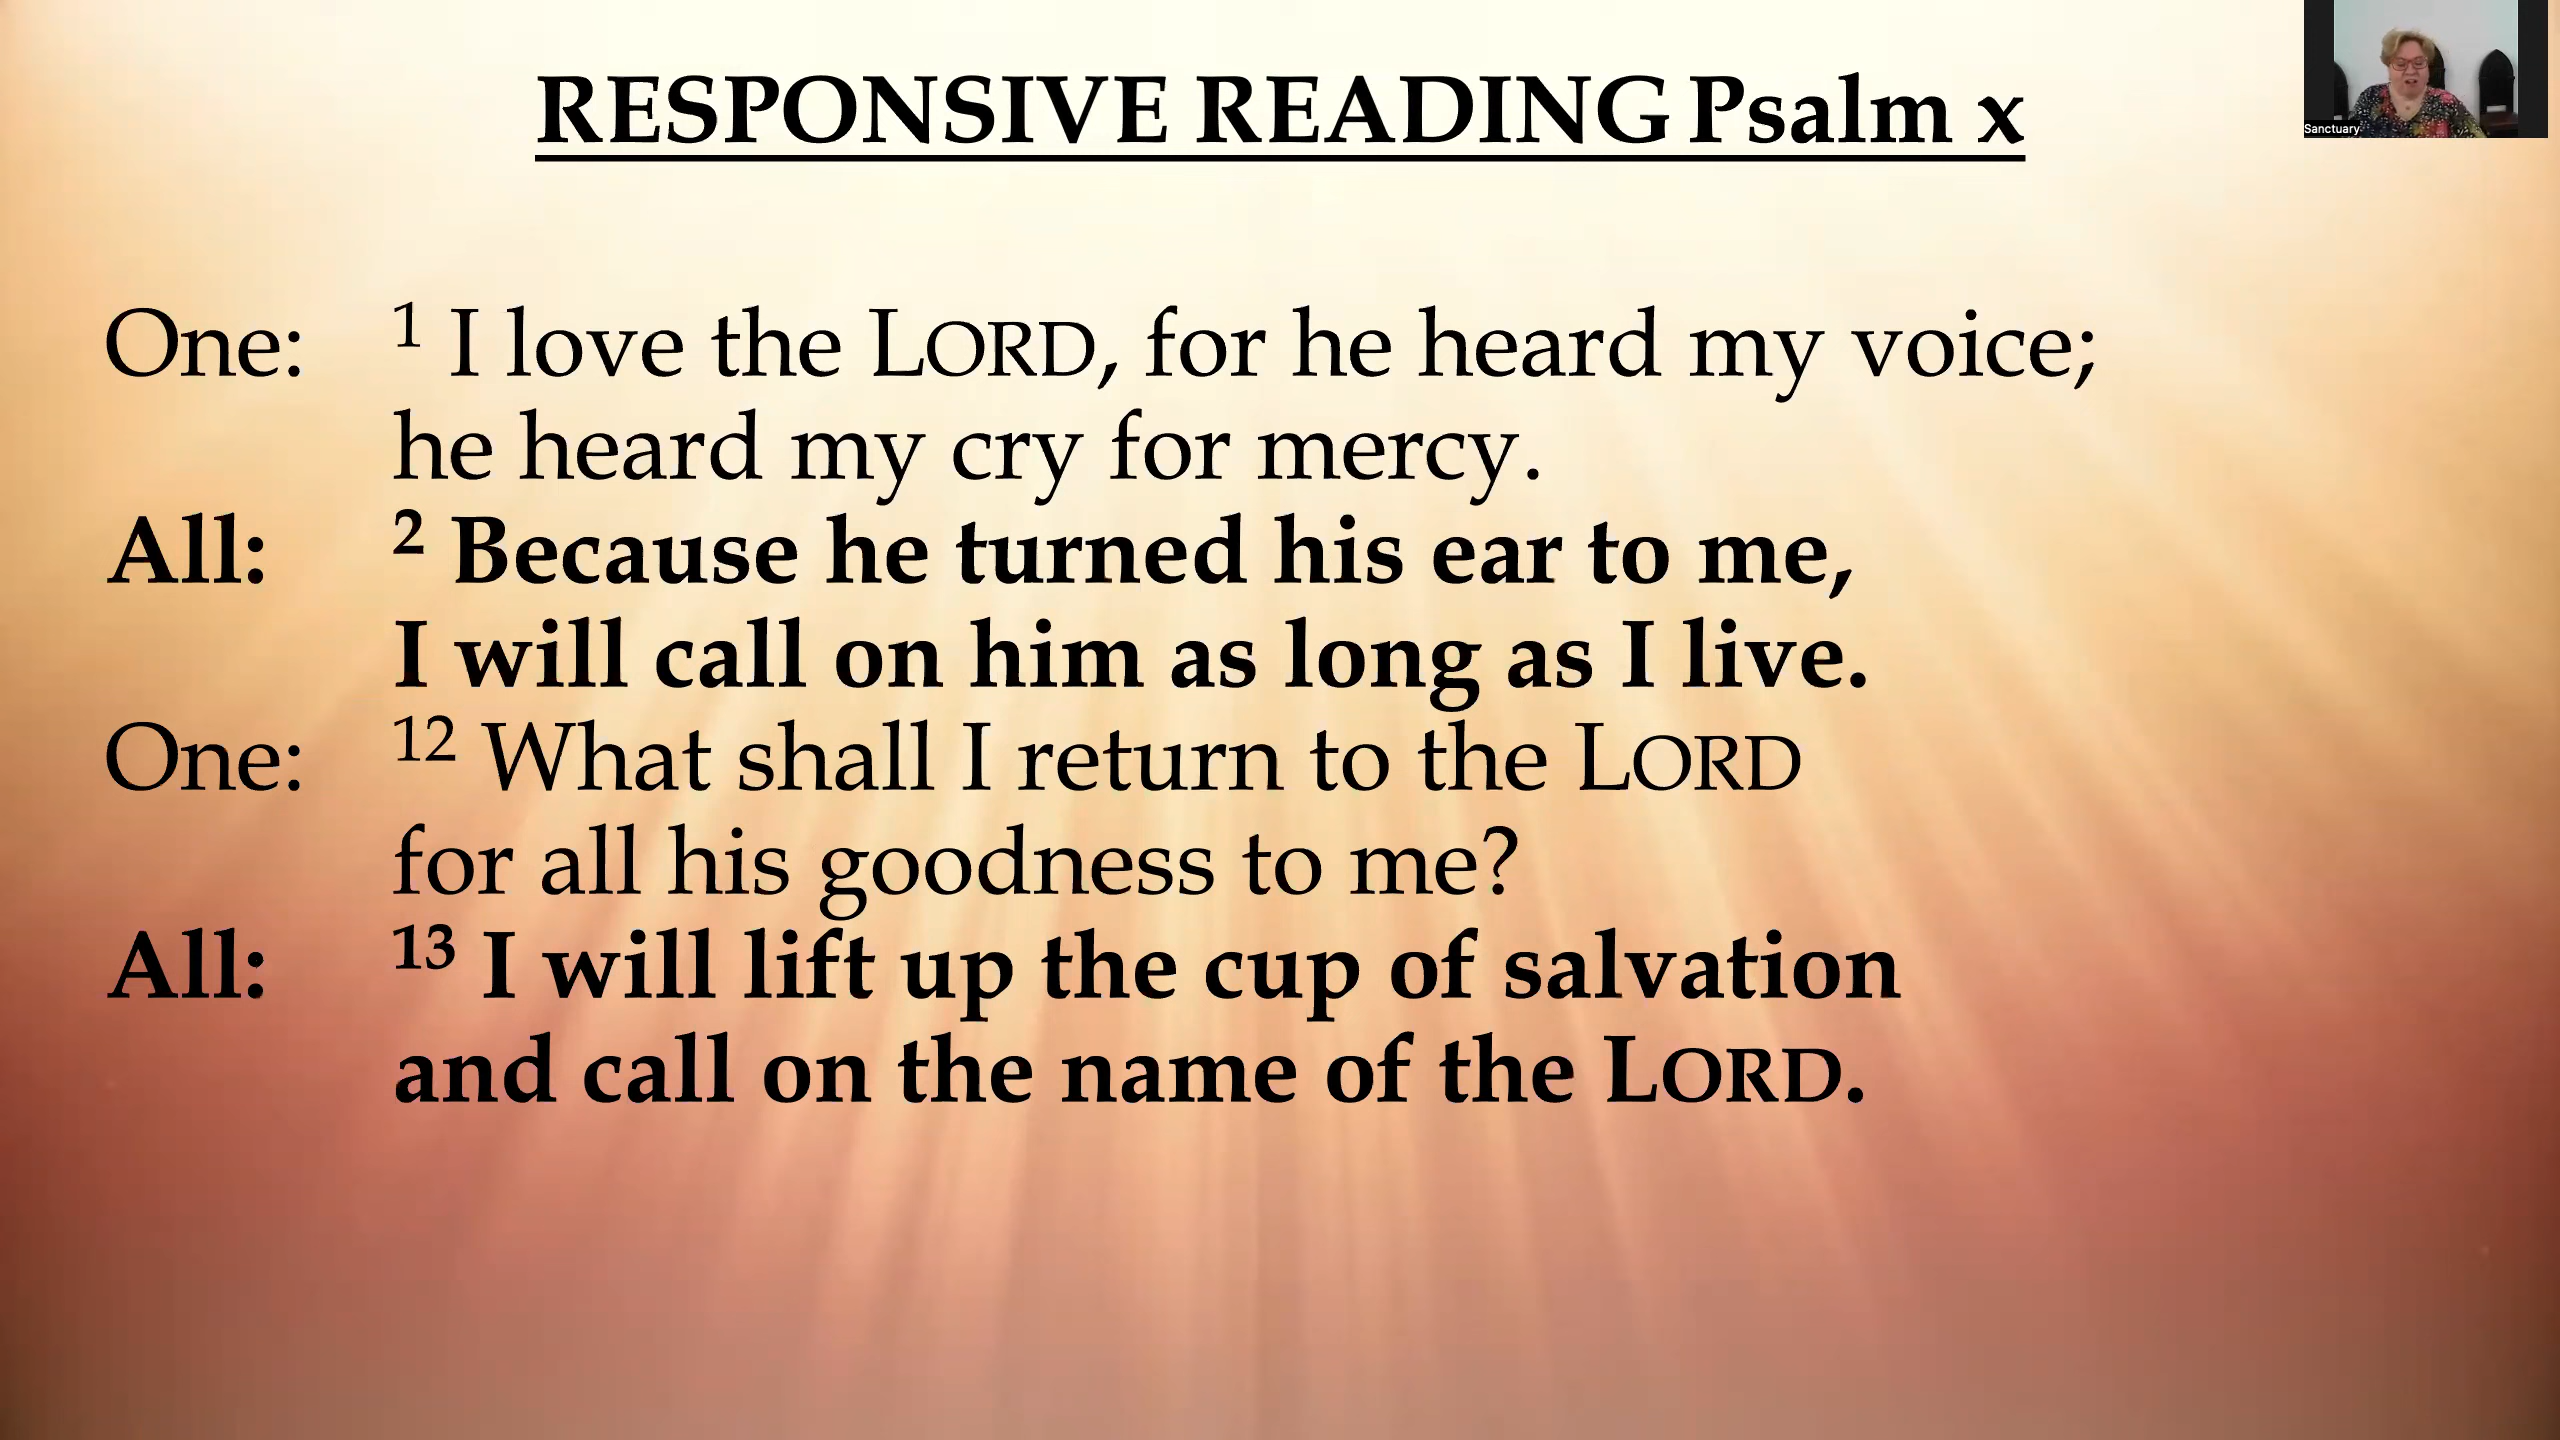 RESPONSIVE READING Psalm x
Sanctuary
One: 1 I love the LORD, for he heard my voice;
he heard my cry for mercy.
All: 2 Because he turned his ear to me,
I will call on him as long as I live.
One: 12 What shall I return to the LORD
for all his goodness to me?
All: 13 I will lift up the cup of salvation
and call on the name of the LORD.